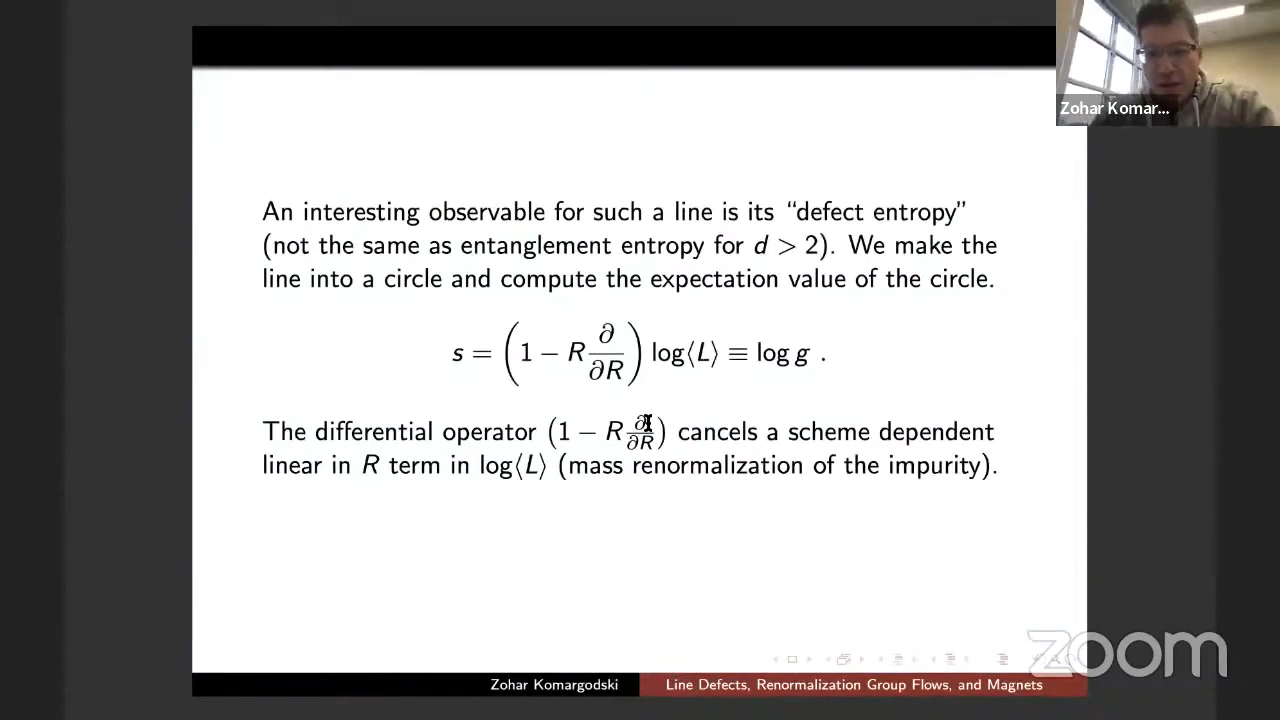 Zohar Komar...
An interesting observable for such a line is its “defect entropy”
(not the same as entanglement entropy for d > 2). We make the
line into a circle and compute the expectation value of the circle.
s = (1 − R ∂/∂R) log⟨L⟩ ≡ log g .
The differential operator (1 − R ∂/∂R) cancels a scheme dependent
linear in R term in log⟨L⟩ (mass renormalization of the impurity).
zoom
Zohar Komargodski
Line Defects, Renormalization Group Flows, and Magnets